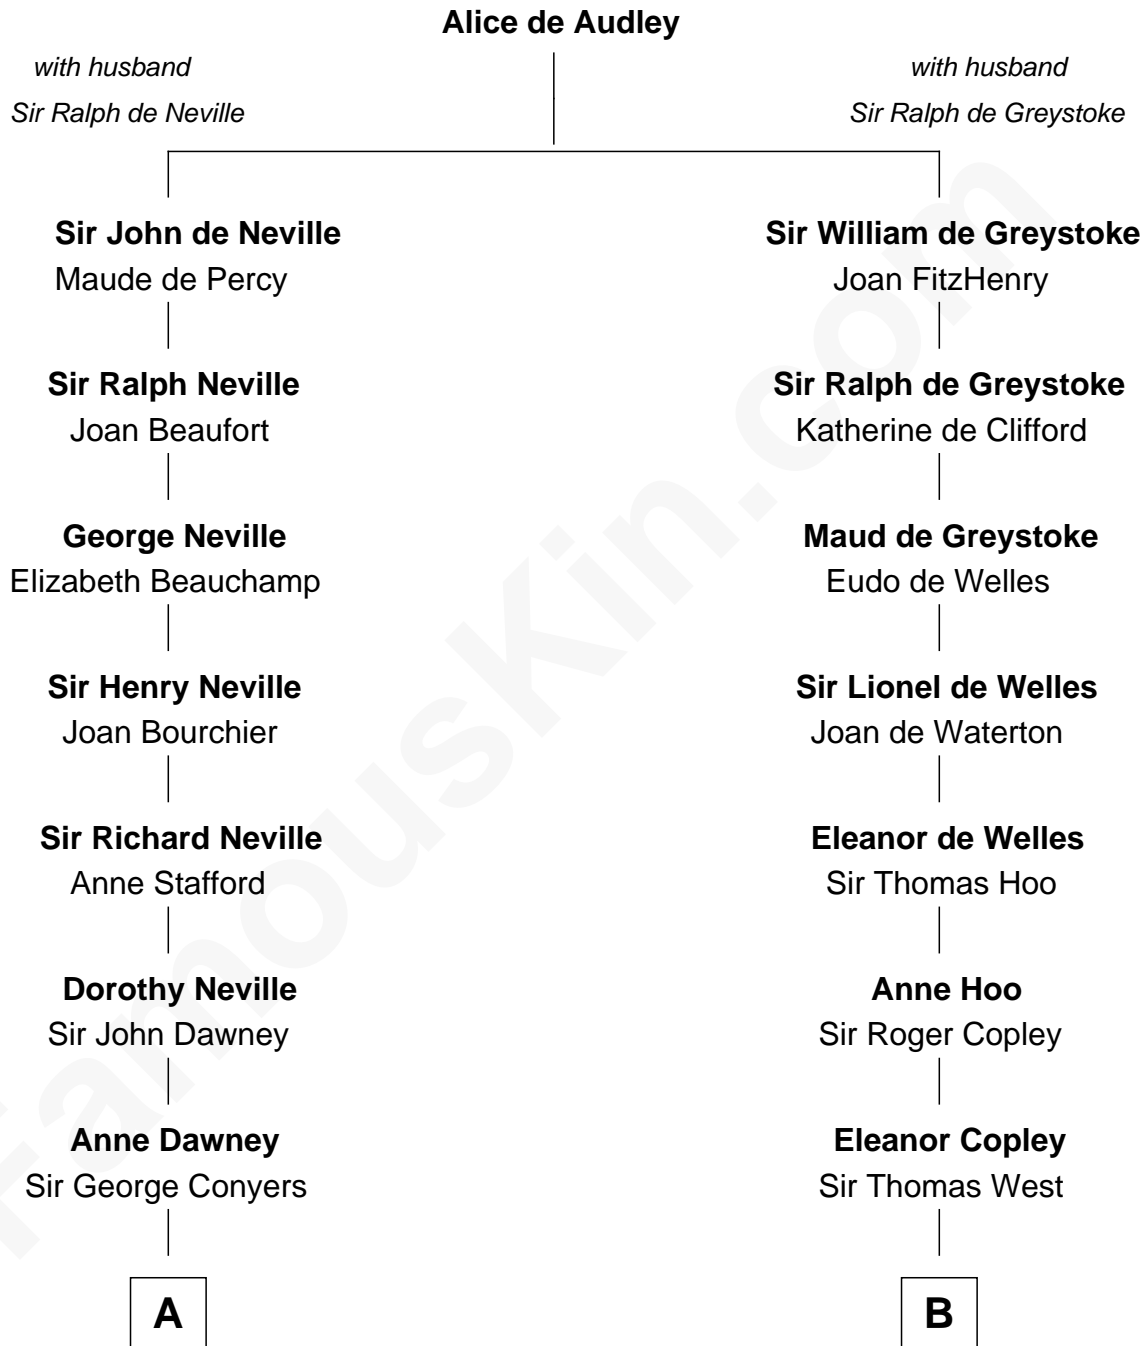 Alice de Audley
with husband
Sir Ralph de Neville
with husband
Sir Ralph de Greystoke
Sir John de Neville
Maude de Percy
Sir William de Greystoke
Joan FitzHenry
Sir Ralph Neville
Joan Beaufort
Sir Ralph de Greystoke
Katherine de Clifford
George Neville
Elizabeth Beauchamp
Maud de Greystoke
Eudo de Welles
Sir Henry Neville
Joan Bourchier
Sir Lionel de Welles
Joan de Waterton
Sir Richard Neville
Anne Stafford
Eleanor de Welles
Sir Thomas Hoo
Dorothy Neville
Sir John Dawney
Anne Hoo
Sir Roger Copley
Anne Dawney
Sir George Conyers
Eleanor Copley
Sir Thomas West
A
B
FamousKin.com